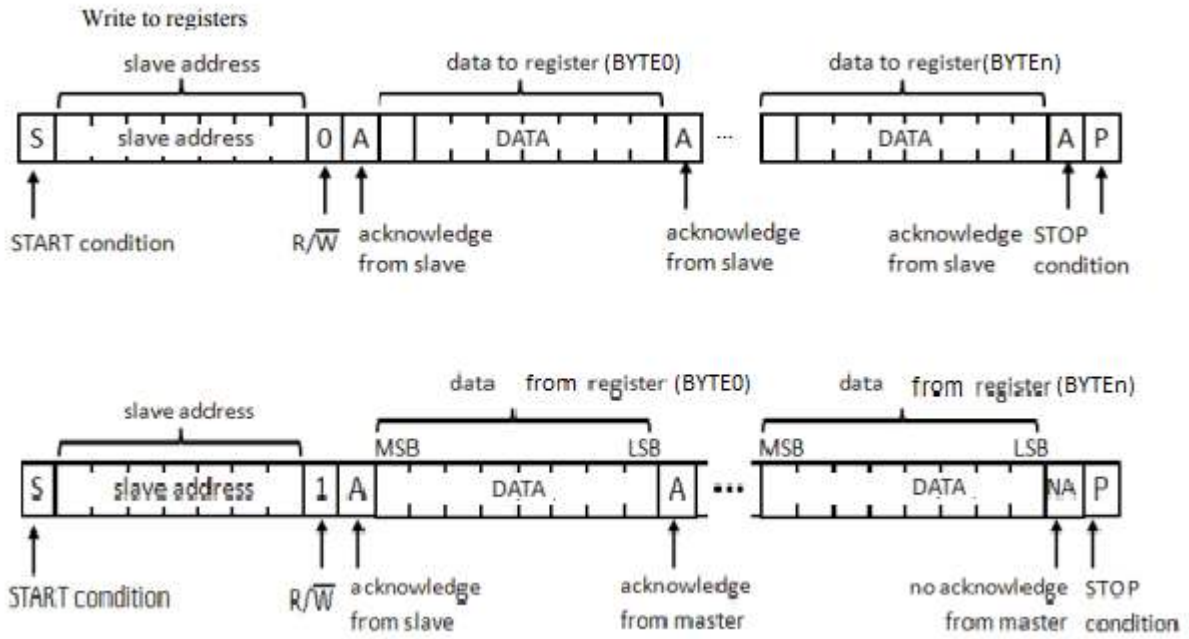 Write to registers
slave address
data to register (BYTE0)
data to register(BYTEn)
S slave address 0 A DATA A ... DATA A P
START condition
R/W̅
acknowledge
from slave
acknowledge
from slave
acknowledge
from slave
STOP
condition
data from register (BYTE0)
data from register (BYTEn)
slave address
MSB LSB MSB LSB
S slave address 1 A DATA A ... DATA NA P
START condition
R/W̅
acknowledge
from slave
acknowledge
from master
no acknowledge
from master
STOP
condition